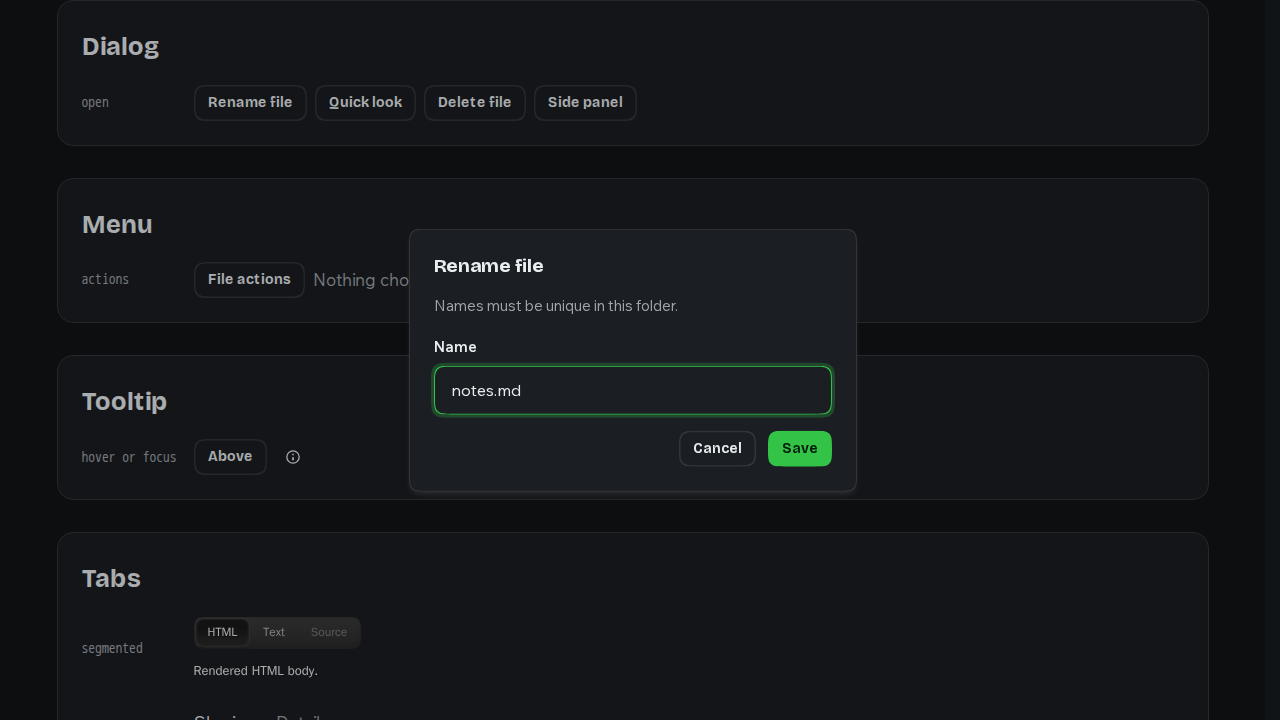 Dialog
open
Rename file
Quick look
Delete file
Side panel
Menu
actions
File actions
Nothing
Rename file
Names must be unique in this folder.
Name
notes.md
Cancel
Save
Tooltip
hover or focus
Above
Tabs
segmented
HTML
Text
Source
Rendered HTML body.